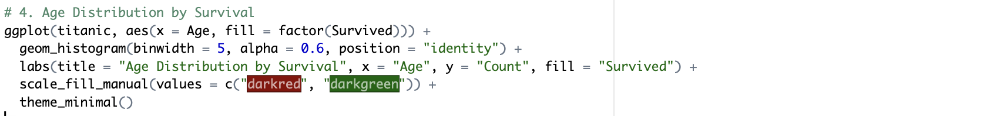 # 4. Age Distribution by Survival
ggplot(titanic, aes(x = Age, fill = factor(Survived))) +
  geom_histogram(binwidth = 5, alpha = 0.6, position = "identity") +
  labs(title = "Age Distribution by Survival", x = "Age", y = "Count", fill = "Survived") +
  scale_fill_manual(values = c("darkred", "darkgreen")) +
  theme_minimal()